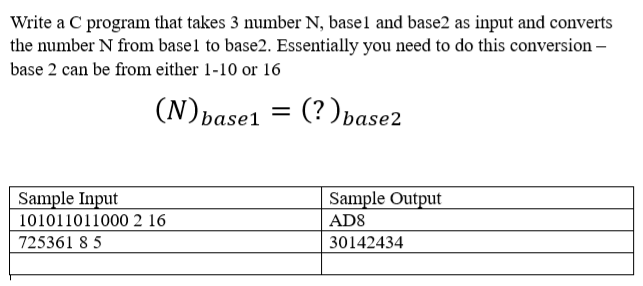 Write a C program that takes 3 number N, base1 and base2 as input and converts
the number N from base1 to base2. Essentially you need to do this conversion –
base 2 can be from either 1-10 or 16
(N)base1 = (?)base2
Sample Input Sample Output
101011011000 2 16 AD8
725361 8 5 30142434